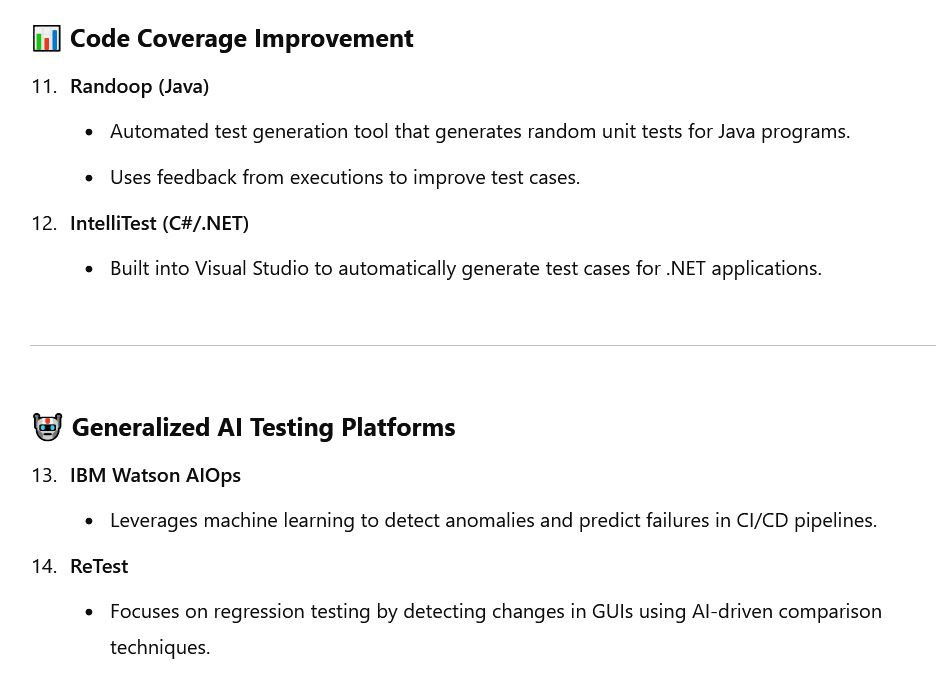 Code Coverage Improvement
11. Randoop (Java)
• Automated test generation tool that generates random unit tests for Java programs.
• Uses feedback from executions to improve test cases.
12. IntelliTest (C#/.NET)
• Built into Visual Studio to automatically generate test cases for .NET applications.
Generalized AI Testing Platforms
13. IBM Watson AIOps
• Leverages machine learning to detect anomalies and predict failures in CI/CD pipelines.
14. ReTest
• Focuses on regression testing by detecting changes in GUIs using AI-driven comparison
techniques.